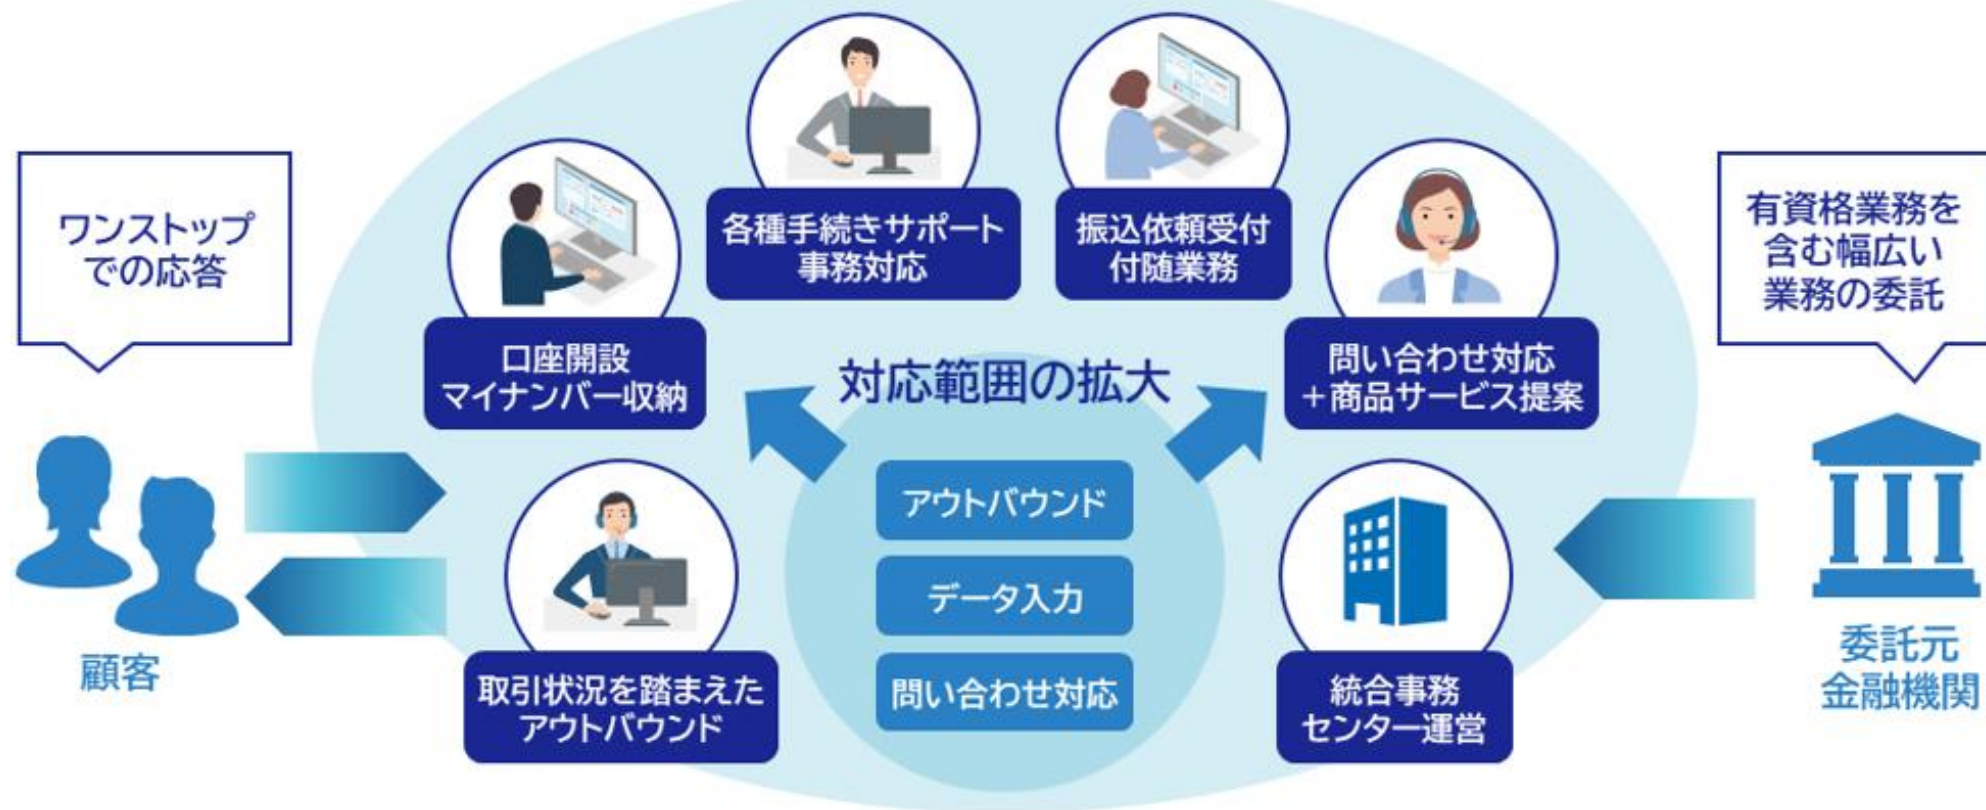 ワンストップ
での応答
顧客
口座開設
マイナンバー収納
各種手続きサポート
事務対応
振込依頼受付
付随業務
問い合わせ対応
+商品サービス提案
取引状況を踏まえた
アウトバウンド
対応範囲の拡大
アウトバウンド
データ入力
問い合わせ対応
統合事務
センター運営
有資格業務を
含む幅広い
業務の委託
委託元
金融機関